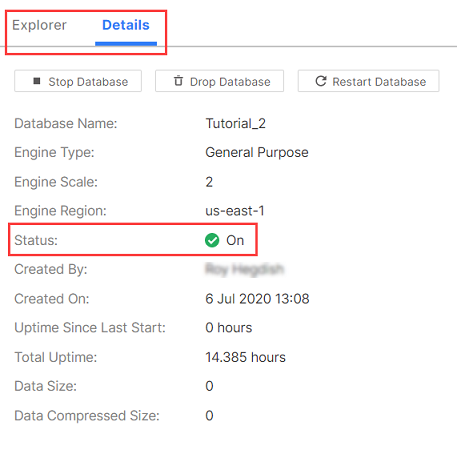 Explorer Details
Stop Database Drop Database Restart Database
Database Name: Tutorial_2
Engine Type: General Purpose
Engine Scale: 2
Engine Region: us-east-1
Status: On
Created By:
Created On: 6 Jul 2020 13:08
Uptime Since Last Start: 0 hours
Total Uptime: 14.385 hours
Data Size: 0
Data Compressed Size: 0